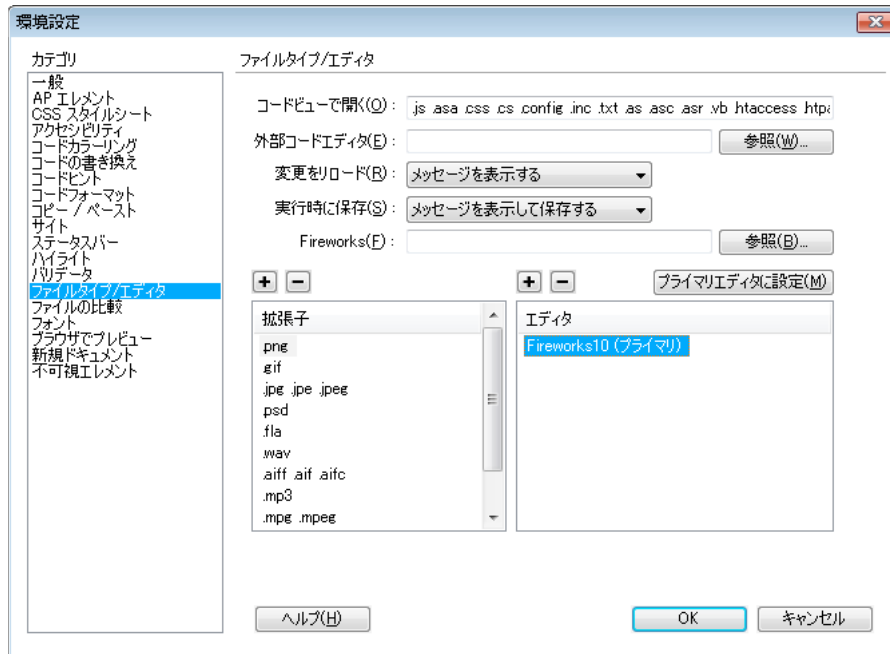 環境設定
カテゴリ
一般
AP エレメント
CSS スタイルシート
アクセシビリティ
コードカラーリング
コードの書き換え
コードヒント
コードフォーマット
コピー / ペースト
サイト
ステータスバー
ハイライト
バリデータ
ファイルタイプ/エディタ
ファイルの比較
フォント
ブラウザでプレビュー
新規ドキュメント
不可視エレメント
ファイルタイプ/エディタ
コードビューで開く(O): .js .asa .css .cs .config .inc .txt .as .asc .asr .vb .htaccess .htpa
外部コードエディタ(E): 参照(W)...
変更をリロード(R): メッセージを表示する
実行時に保存(S): メッセージを表示して保存する
Fireworks(F): 参照(B)...
+ − + − プライマリエディタに設定(M)
拡張子
.png
.gif
.jpg .jpe .jpeg
.psd
.fla
.wav
.aiff .aif .aifc
.mp3
.mpg .mpeg
エディタ
Fireworks10 (プライマリ)
ヘルプ(H) OK キャンセル